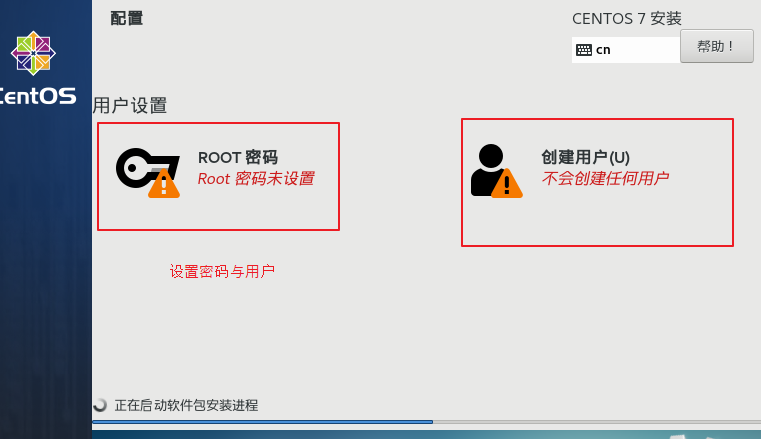 配置
CENTOS 7 安装
cn
帮助！
CentOS
用户设置
ROOT 密码
Root 密码未设置
创建用户(U)
不会创建任何用户
设置密码与用户
正在启动软件包安装进程